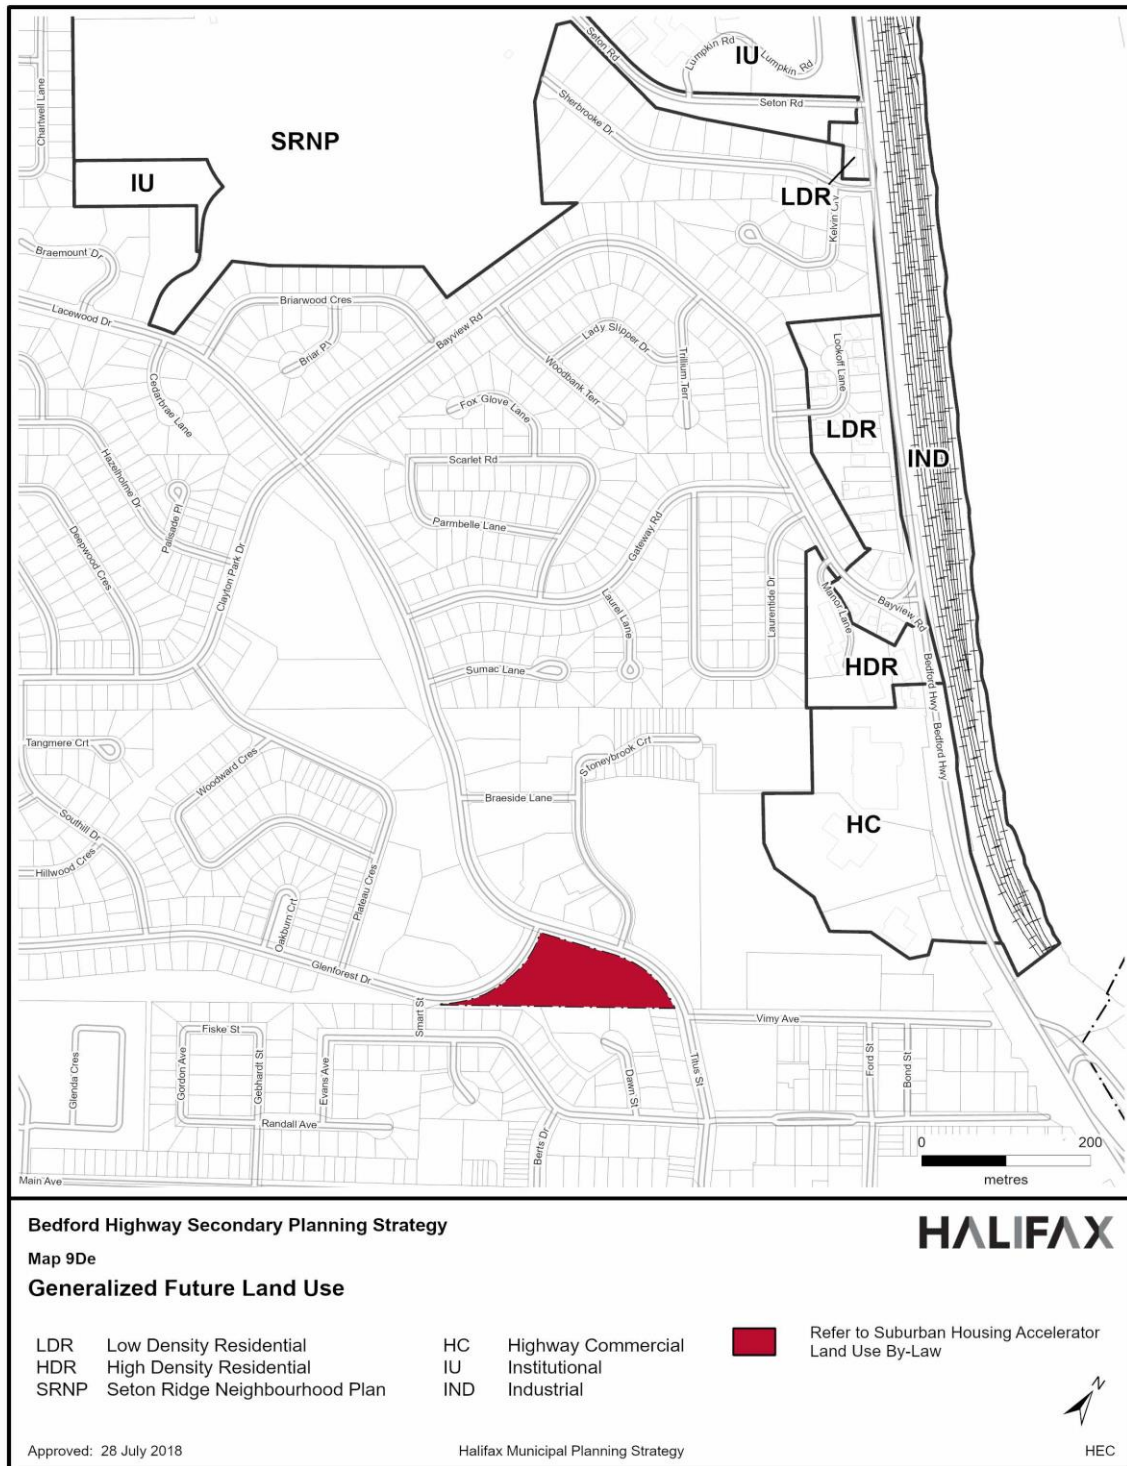 Seton Rd
Lumpkin Rd
IU
Lumpkin Rd
Seton Rd
Chartwell Lane
Sherbrooke Dr
SRNP
IU
LDR
Kelvin Grv
Braemount Dr
Lacewood Dr
Briarwood Cres
Briar Pl
Bayview Rd
Lady Slipper Dr
Woodbank Terr
Trillium Terr
Lookoff Lane
Cedarbrae Lane
Fox Glove Lane
LDR
IND
Scarlet Rd
Hazelholme Dr
Palisade Pl
Parmbelle Lane
Gateway Rd
Deepwood Cres
Clayton Park Dr
Laurel Lane
Laurentide Dr
Manor Lane
Bayview Rd
Sumac Lane
HDR
Bedford Hwy
Bedford Hwy
Tangmere Crt
Woodward Cres
Stoneybrook Crt
Braeside Lane
Southill Dr
HC
Hillwood Cres
Plateau Cres
Oakburn Crt
Glenforest Dr
Smart St
Vimy Ave
Fiske St
Glenda Cres
Gordon Ave
Gebhardt St
Evans Ave
Dawn St
Titus St
Ford St
Bond St
Randall Ave
Berts Dr
Main Ave
0 200
metres
Bedford Highway Secondary Planning Strategy
HALIFAX
Map 9De
Generalized Future Land Use
LDR Low Density Residential
HDR High Density Residential
SRNP Seton Ridge Neighbourhood Plan
HC Highway Commercial
IU Institutional
IND Industrial
Refer to Suburban Housing Accelerator
Land Use By-Law
N
Approved: 28 July 2018
Halifax Municipal Planning Strategy
HEC